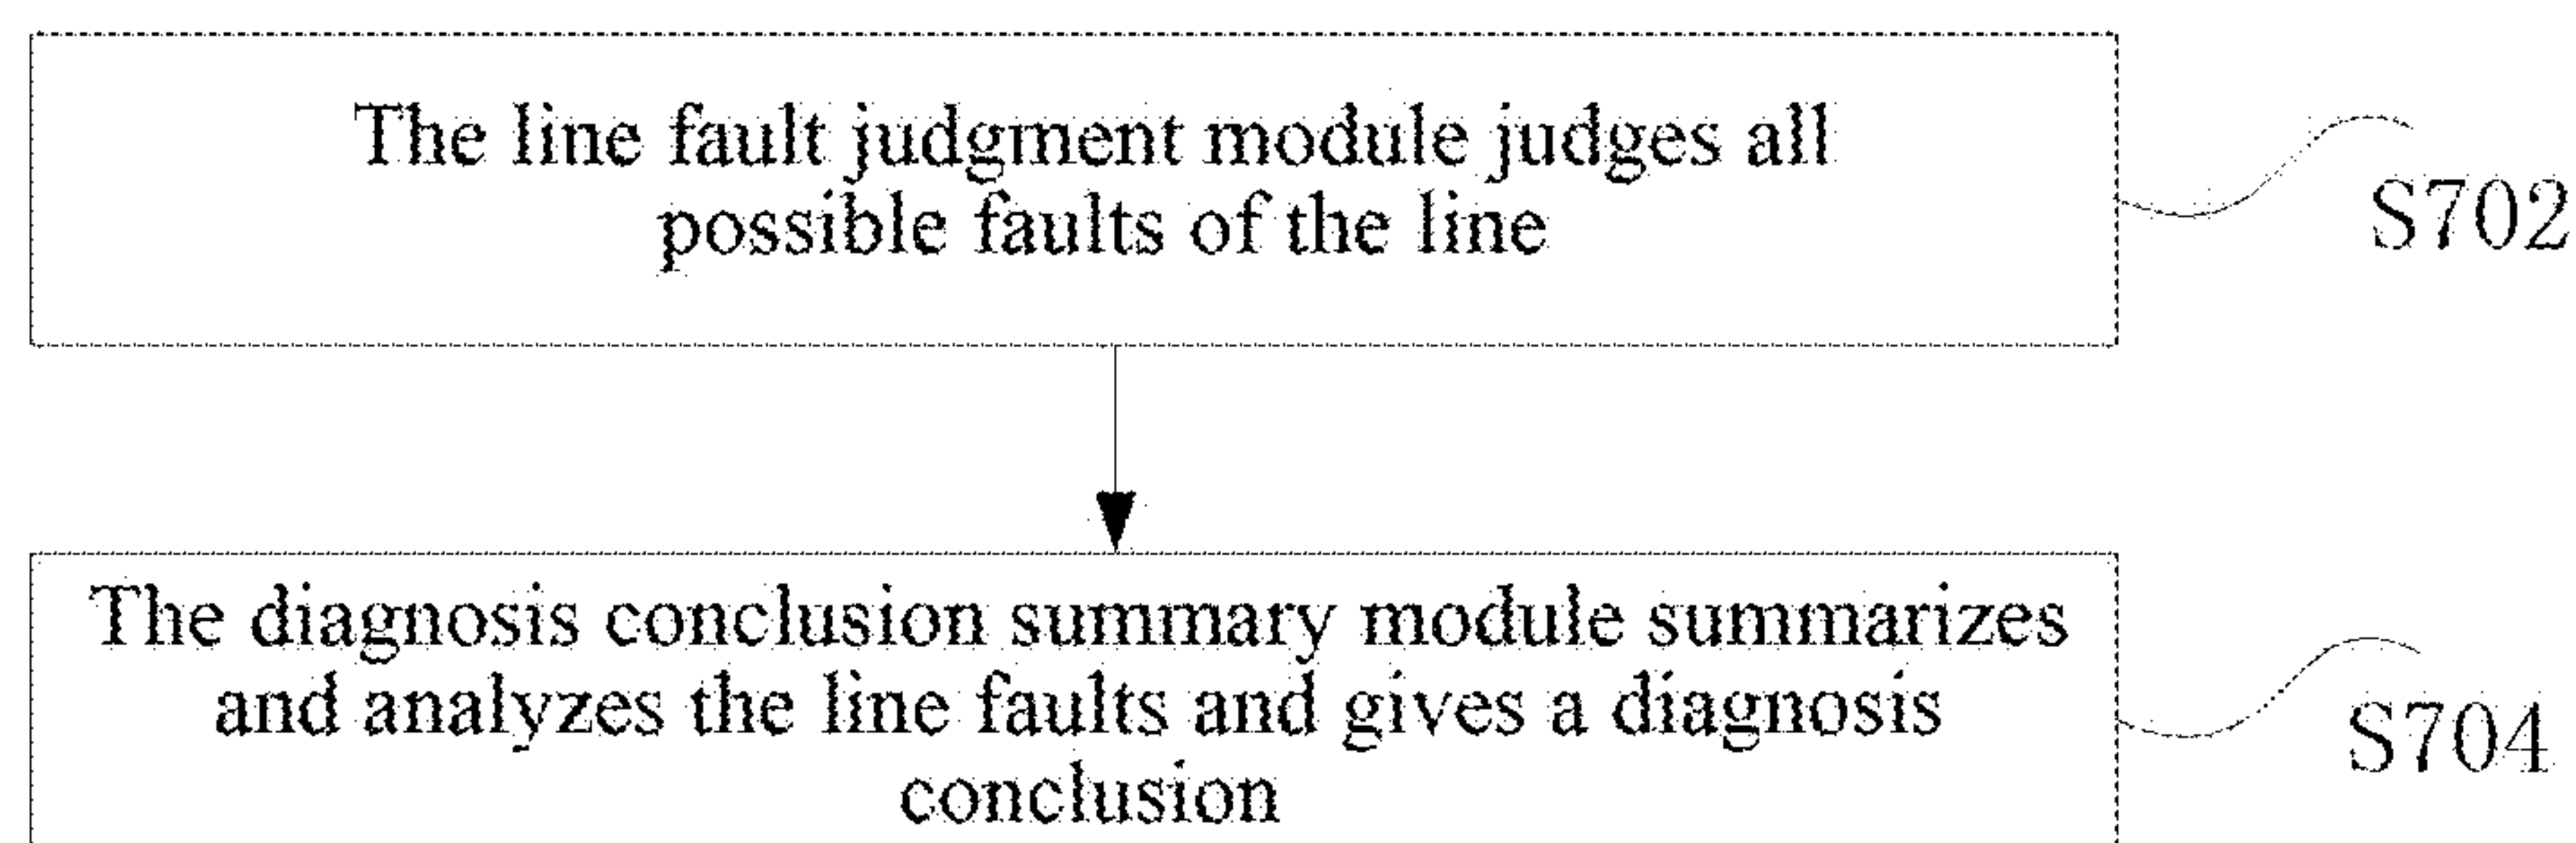 The line fault judgment module judges all
possible faults of the line
S702
The diagnosis conclusion summary module summarizes
and analyzes the line faults and gives a diagnosis
conclusion
S704